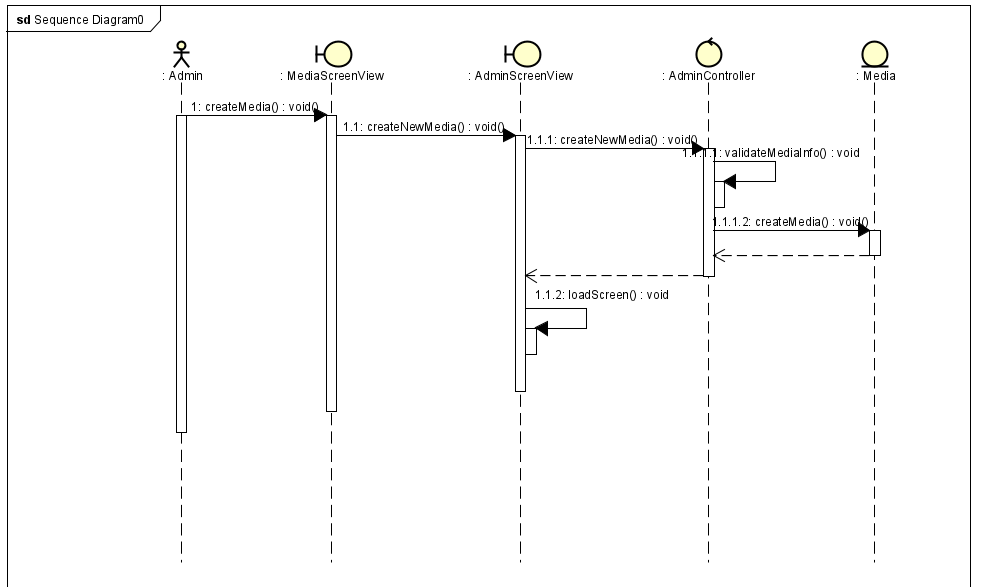 sd Sequence Diagram0
: Admin
: MediaScreenView
: AdminScreenView
: AdminController
: Media
1: createMedia() : void()
1.1: createNewMedia() : void()
1.1.1: createNewMedia() : void()
1.1.1.1: validateMediaInfo() : void
1.1.1.2: createMedia() : void()
1.1.2: loadScreen() : void